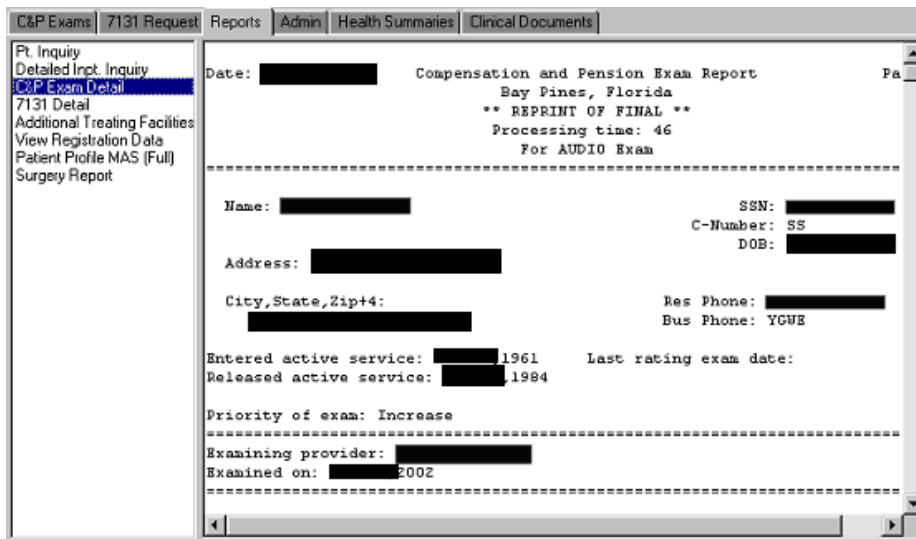 C&P Exams 7131 Request Reports Admin Health Summaries Clinical Documents
Pt. Inquiry
Detailed Inpt. Inquiry
C&P Exam Detail
7131 Detail
Additional Treating Facilities
View Registration Data
Patient Profile MAS (Full)
Surgery Report
Date: Compensation and Pension Exam Report Pa
Bay Pines, Florida
** REPRINT OF FINAL **
Processing time: 46
For AUDIO Exam
==========================================================================
Name: SSN:
C-Number: SS
DOB:
Address:
City,State,Zip+4: Res Phone:
Bus Phone: YGUE
Entered active service: ,1961 Last rating exam date:
Released active service: ,1984
Priority of exam: Increase
==========================================================================
Examining provider:
Examined on: 2002
==========================================================================